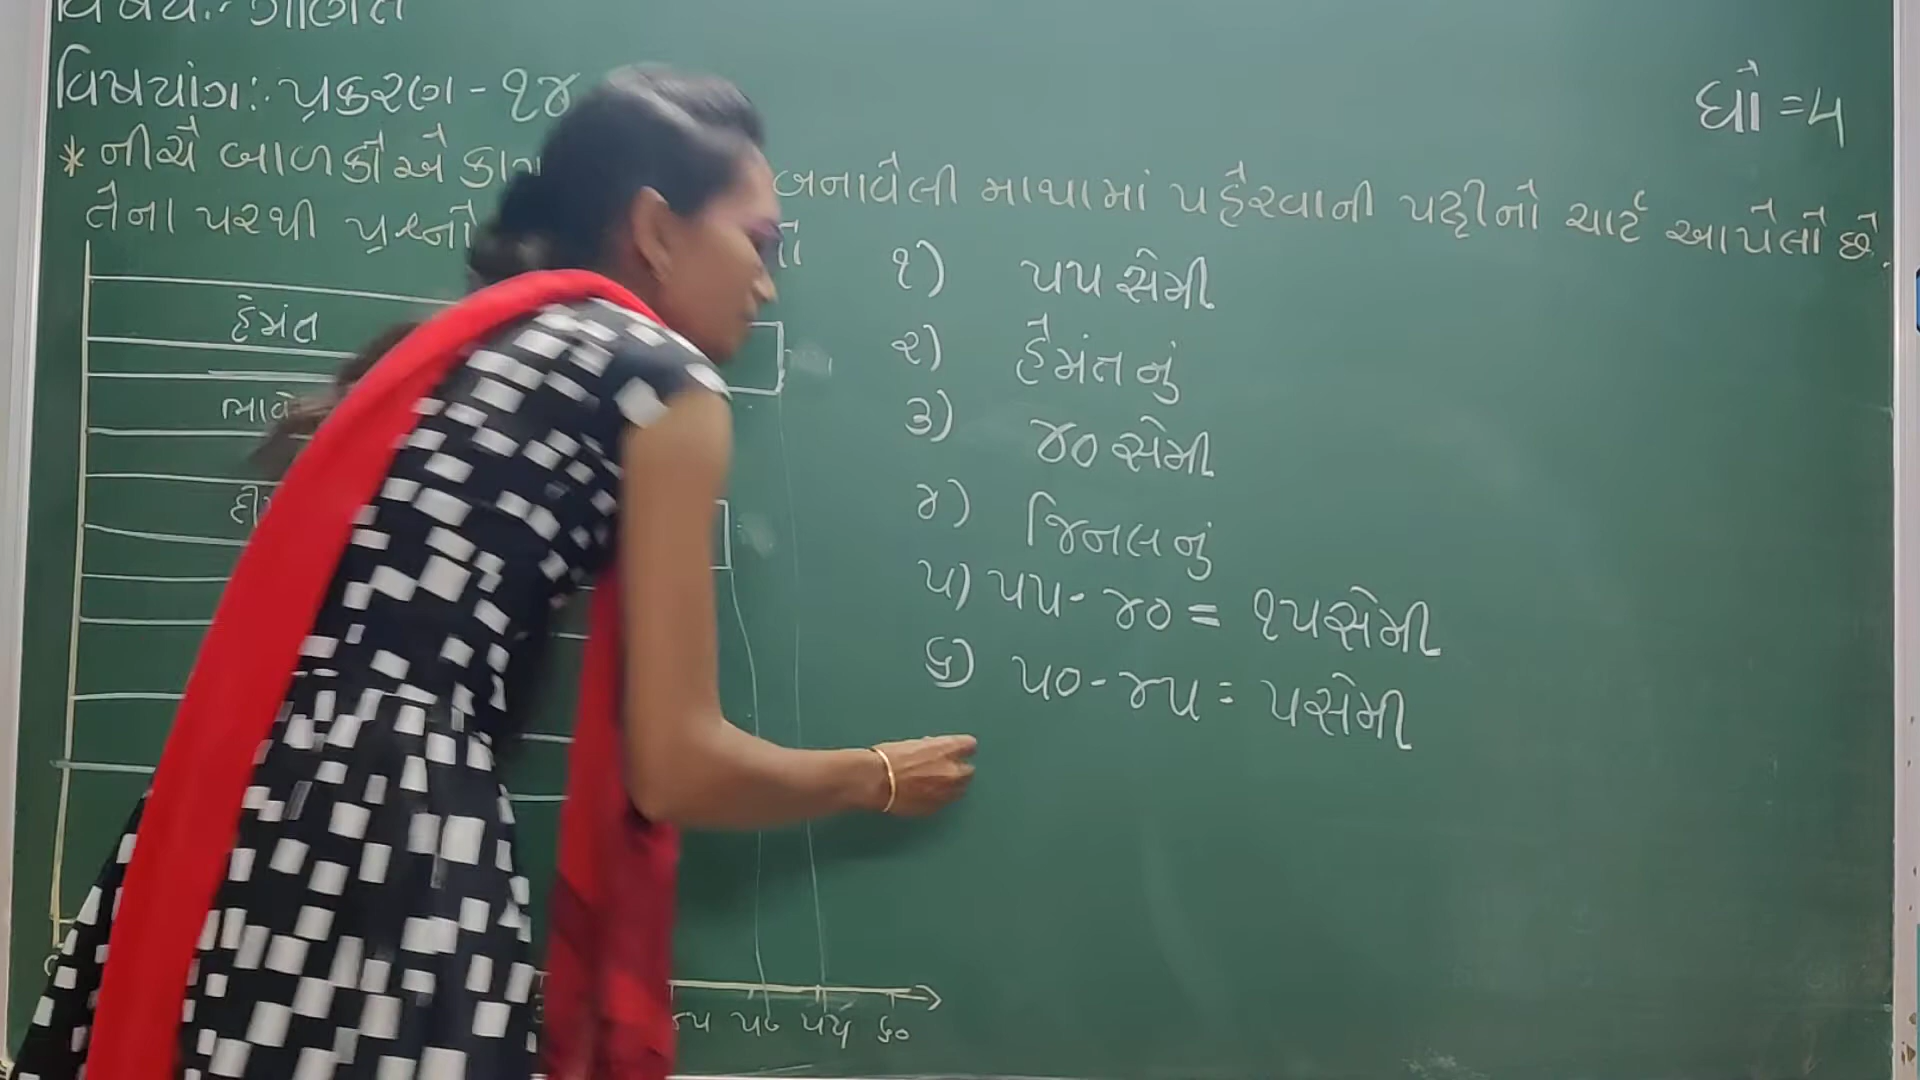 વિષય:- ગણિત
વિષયાંગ:- પ્રકરણ - ૧૪
ધો = ૫
* નીચે બાળકોએ બનાવેલી માથામાં પહેરવાની પટ્ટીનો ચાર્ટ આપેલો છે.
તેના પરથી પ્રશ્નો
હેમંત
૧) ૫૫ સેમી
૨) હેમંતનું
૩) ૪૦ સેમી
૪) જિનલનું
૫) ૫૫ - ૪૦ = ૧૫ સેમી
૬) ૫૦ - ૪૫ = ૫ સેમી
૪૫ ૫૦ ૫૫ ૬૦